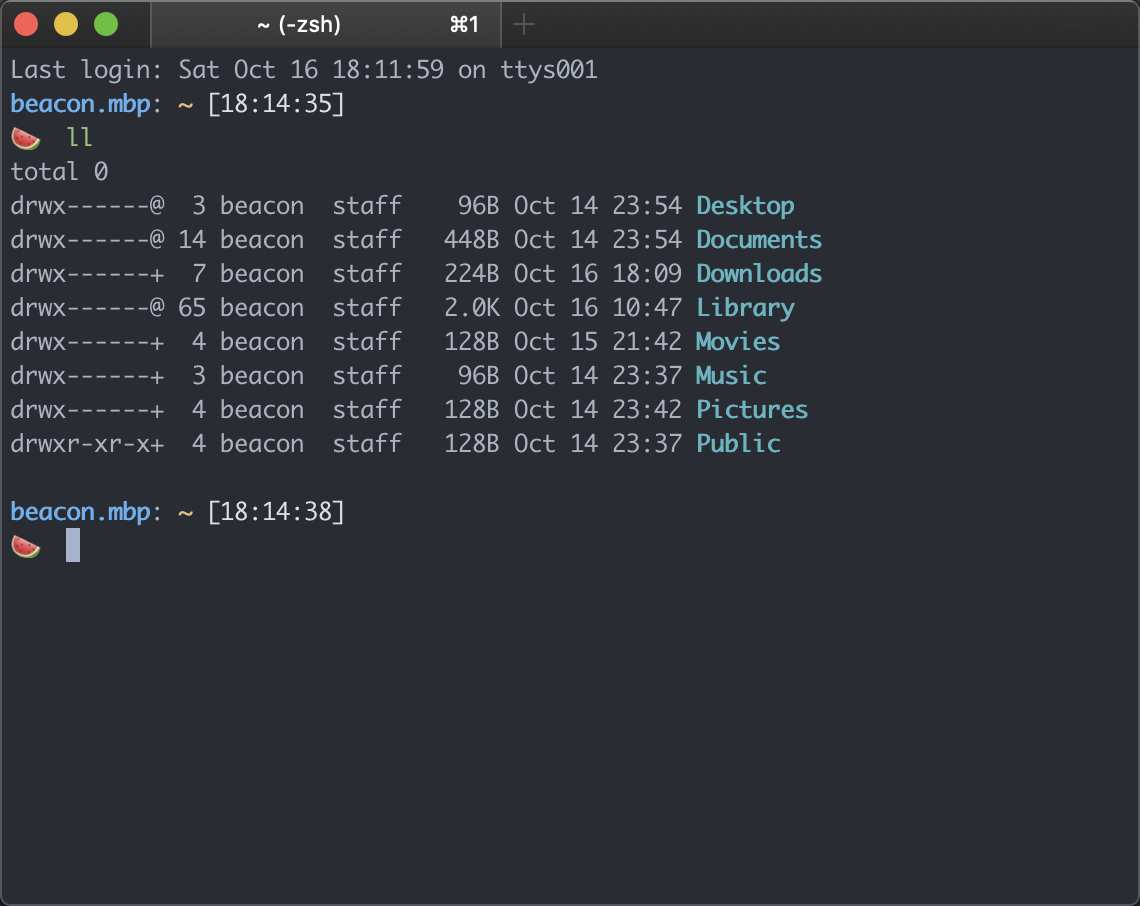 ~ (-zsh) ⌘1
Last login: Sat Oct 16 18:11:59 on ttys001
beacon.mbp: ~ [18:14:35]
🍉 ll
total 0
drwx------@  3 beacon  staff    96B Oct 14 23:54 Desktop
drwx------@ 14 beacon  staff   448B Oct 14 23:54 Documents
drwx------+  7 beacon  staff   224B Oct 16 18:09 Downloads
drwx------@ 65 beacon  staff   2.0K Oct 16 10:47 Library
drwx------+  4 beacon  staff   128B Oct 15 21:42 Movies
drwx------+  3 beacon  staff    96B Oct 14 23:37 Music
drwx------+  4 beacon  staff   128B Oct 14 23:42 Pictures
drwxr-xr-x+  4 beacon  staff   128B Oct 14 23:37 Public
beacon.mbp: ~ [18:14:38]
🍉